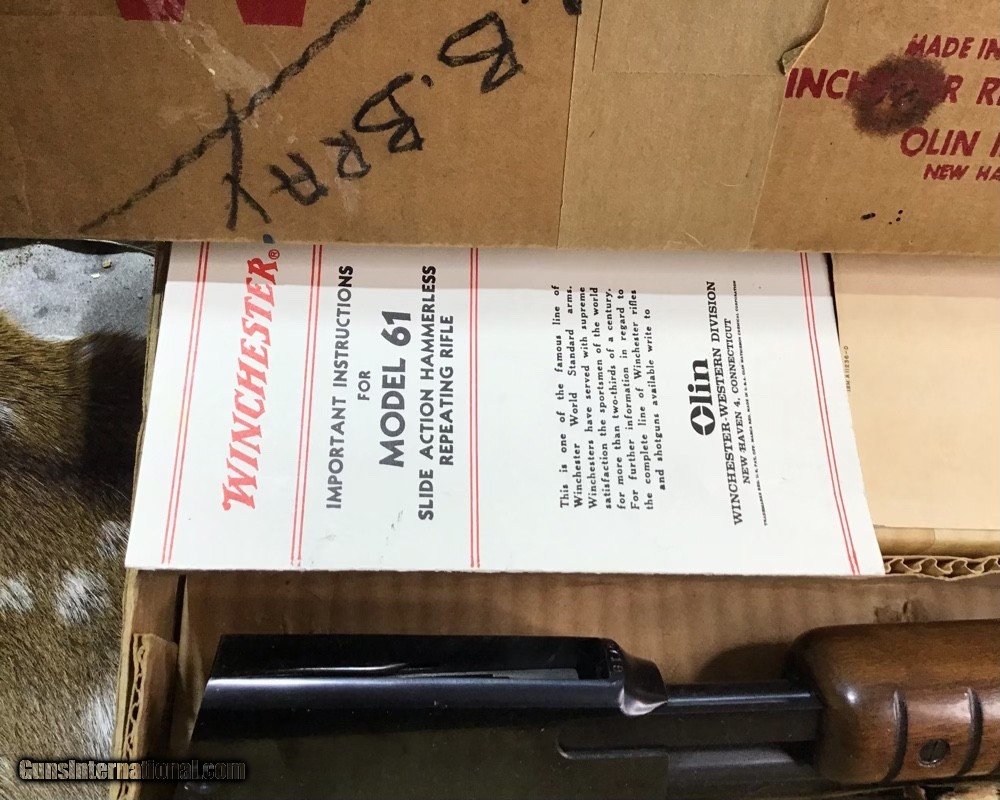 B.
B. BRAY
MADE IN
OLIN
NEW HA
WINCHESTER®
IMPORTANT INSTRUCTIONS
FOR
MODEL 61
SLIDE ACTION HAMMERLESS
REPEATING RIFLE
This is one of the famous line of
Winchester World Standard arms.
Winchesters have served with supreme
satisfaction the sportsmen of the world
for more than two-thirds of a century.
For further information in regard to
the complete line of Winchester rifles
and shotguns available write to
Olin
WINCHESTER-WESTERN DIVISION
NEW HAVEN 4, CONNECTICUT
GunsInternational.com